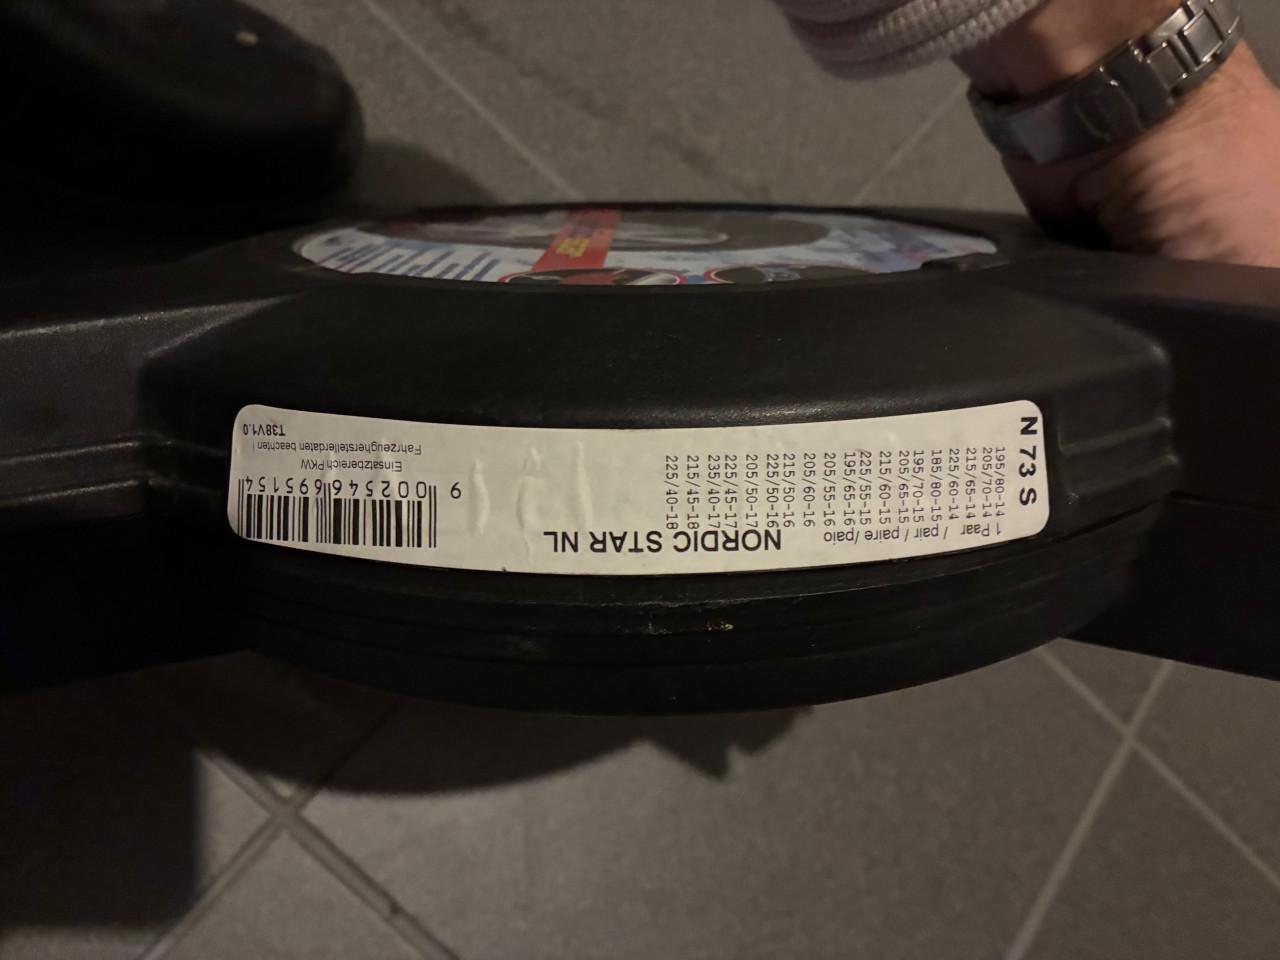 N 73 S
1 Paar / pair / paire / paio
195/80-14
205/70-14
215/65-14
225/60-14
185/80-15
195/70-15
205/65-15
215/60-15
225/55-15
195/65-16
205/55-16
205/60-16
215/50-16
225/50-16
205/50-17
225/45-17
235/40-17
215/45-18
225/40-18
NORDIC STAR NL
9 002546 695154
Einsatzbereich PKW
Fahrzeugherstellerdaten beachten !
T38V1.0